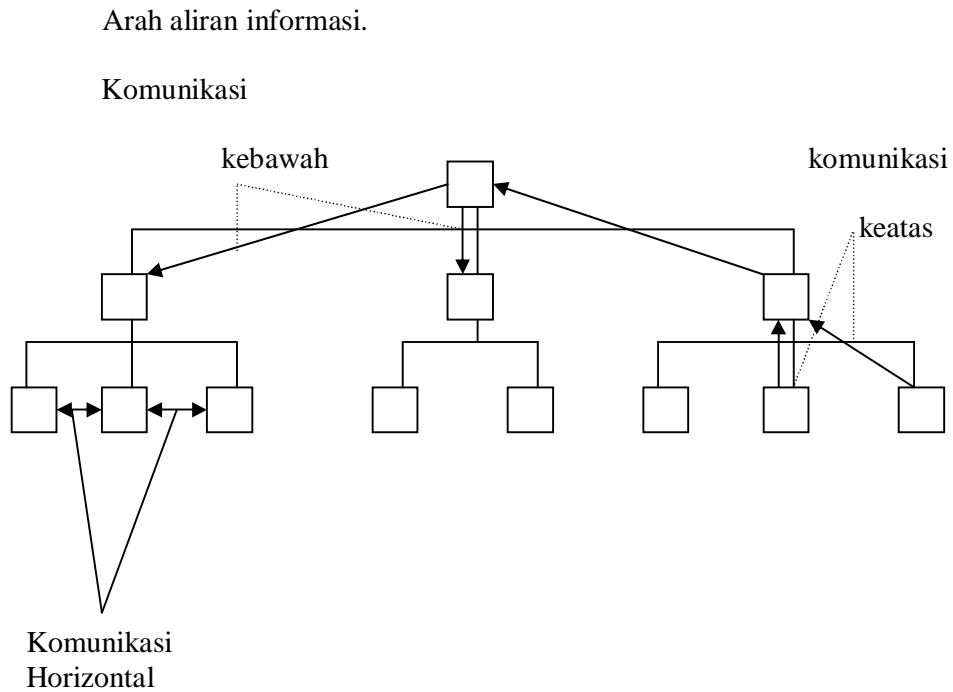 Arah aliran informasi.
Komunikasi
kebawah
komunikasi
keatas
Komunikasi
Horizontal